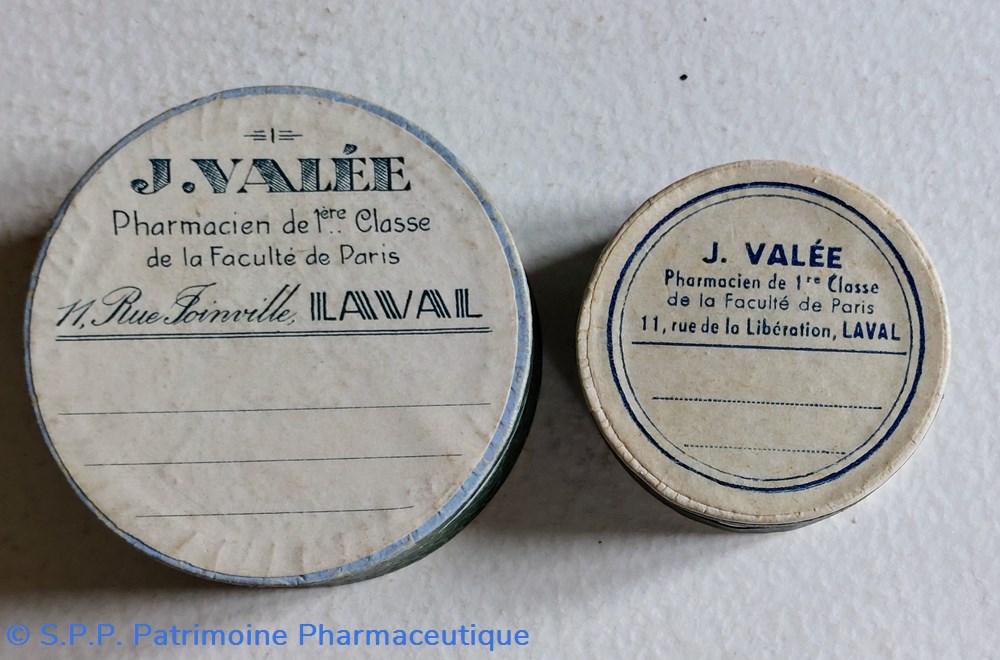 J. VALÉE
Pharmacien de 1ère Classe
de la Faculté de Paris
11, Rue Joinville, LAVAL
J. VALÉE
Pharmacien de 1re Classe
de la Faculté de Paris
11, rue de la Libération, LAVAL
© S.P.P. Patrimoine Pharmaceutique